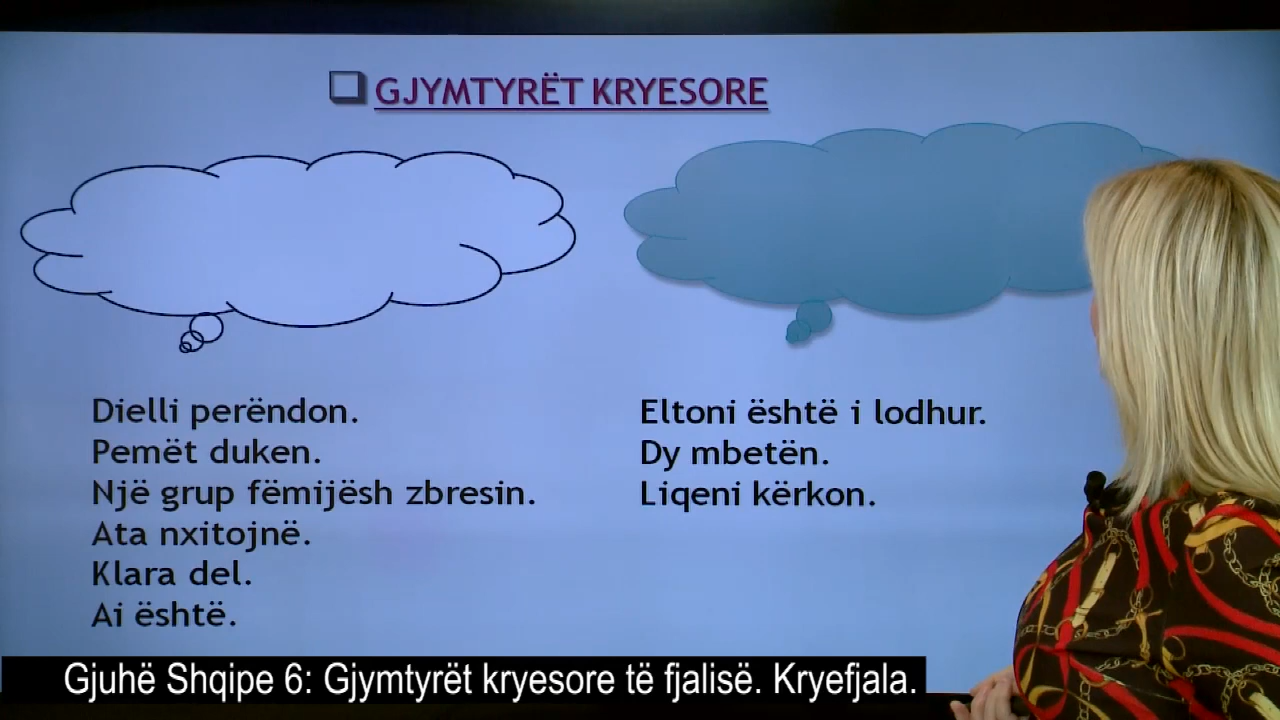 GJYMTYRËT KRYESORE
Dielli perëndon.
Pemët duken.
Një grup fëmijësh zbresin.
Ata nxitojnë.
Klara del.
Ai është.
Eltoni është i lodhur.
Dy mbetën.
Liqeni kërkon.
Gjuhë Shqipe 6: Gjymtyrët kryesore të fjalisë. Kryefjala.